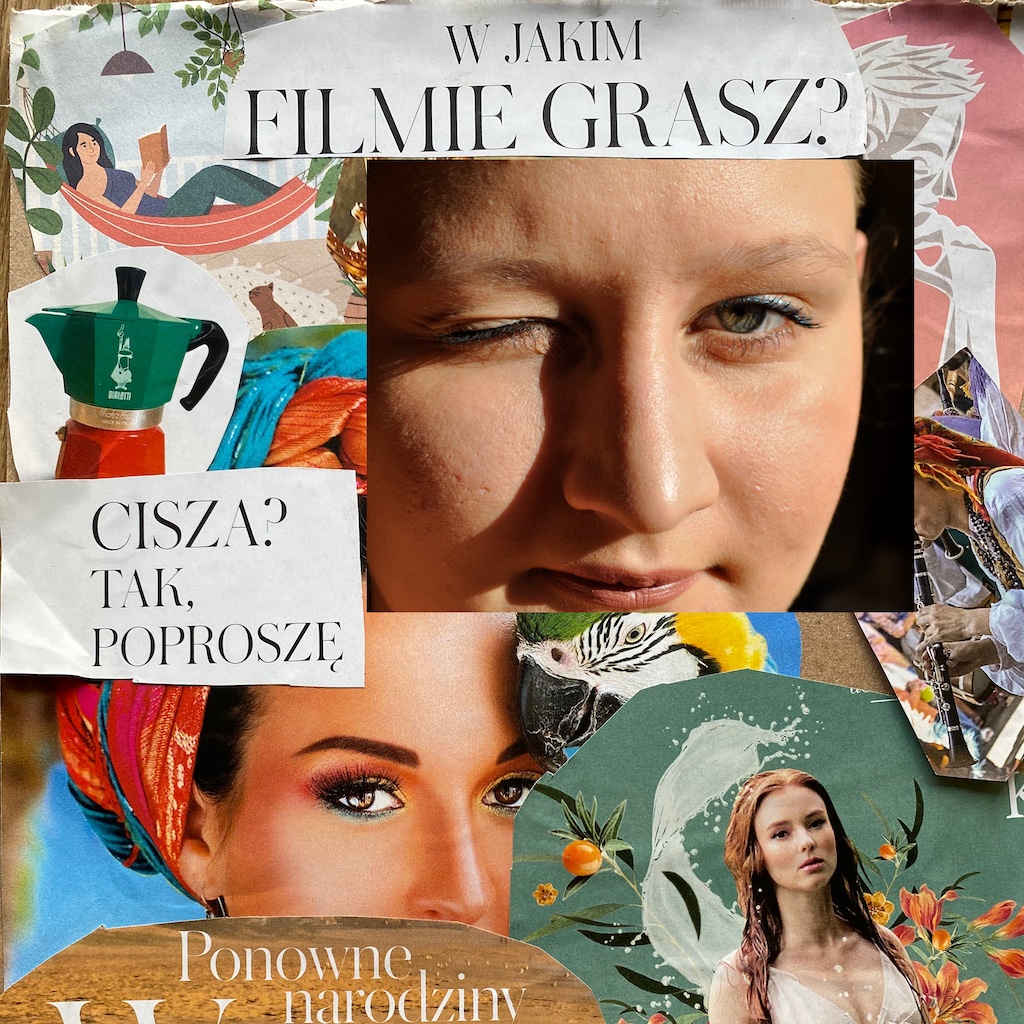 W JAKIM
FILMIE GRASZ?
BIALETTI
CISZA?
TAK,
POPROSZĘ
Ponowne
narodziny